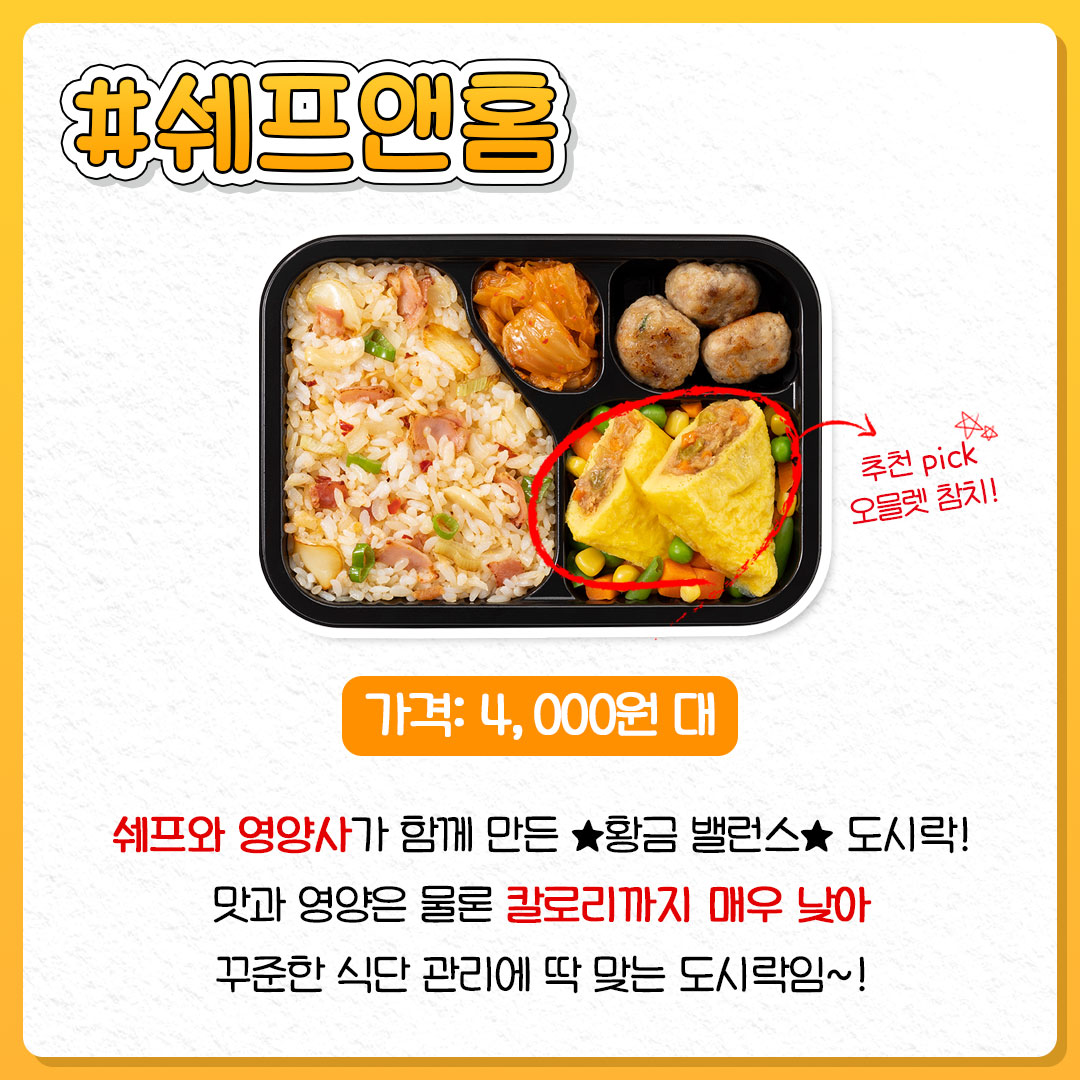 #쉐프앤홈
추천 pick
오믈렛 참치!
가격: 4,000원 대
쉐프와 영양사가 함께 만든 ★황금 밸런스★ 도시락!
맛과 영양은 물론 칼로리까지 매우 낮아
꾸준한 식단 관리에 딱 맞는 도시락임~!